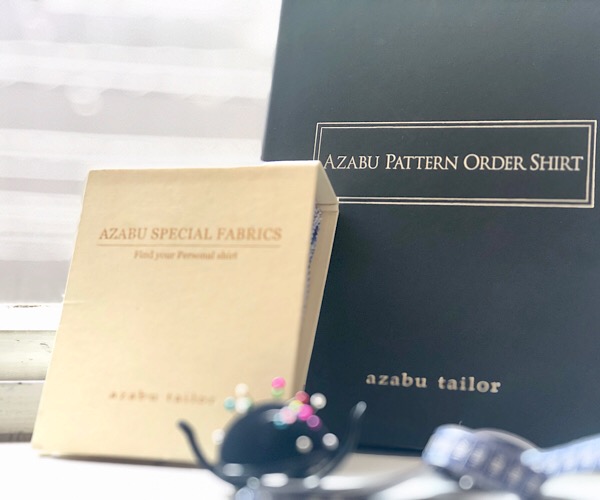 AZABU PATTERN ORDER SHIRT
azabu tailor
AZABU SPECIAL FABRICS
Find your Personal shirt
azabu tailor